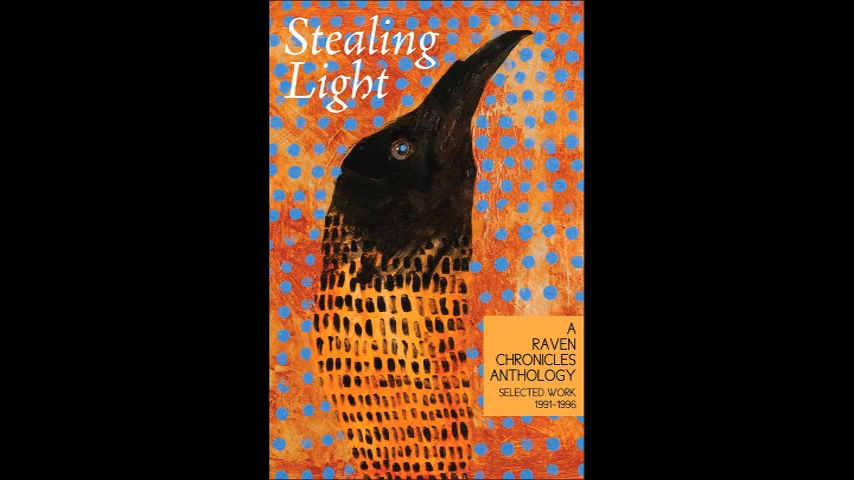 Stealing
Light
A
RAVEN
CHRONICLES
ANTHOLOGY
SELECTED WORK
1991-1996